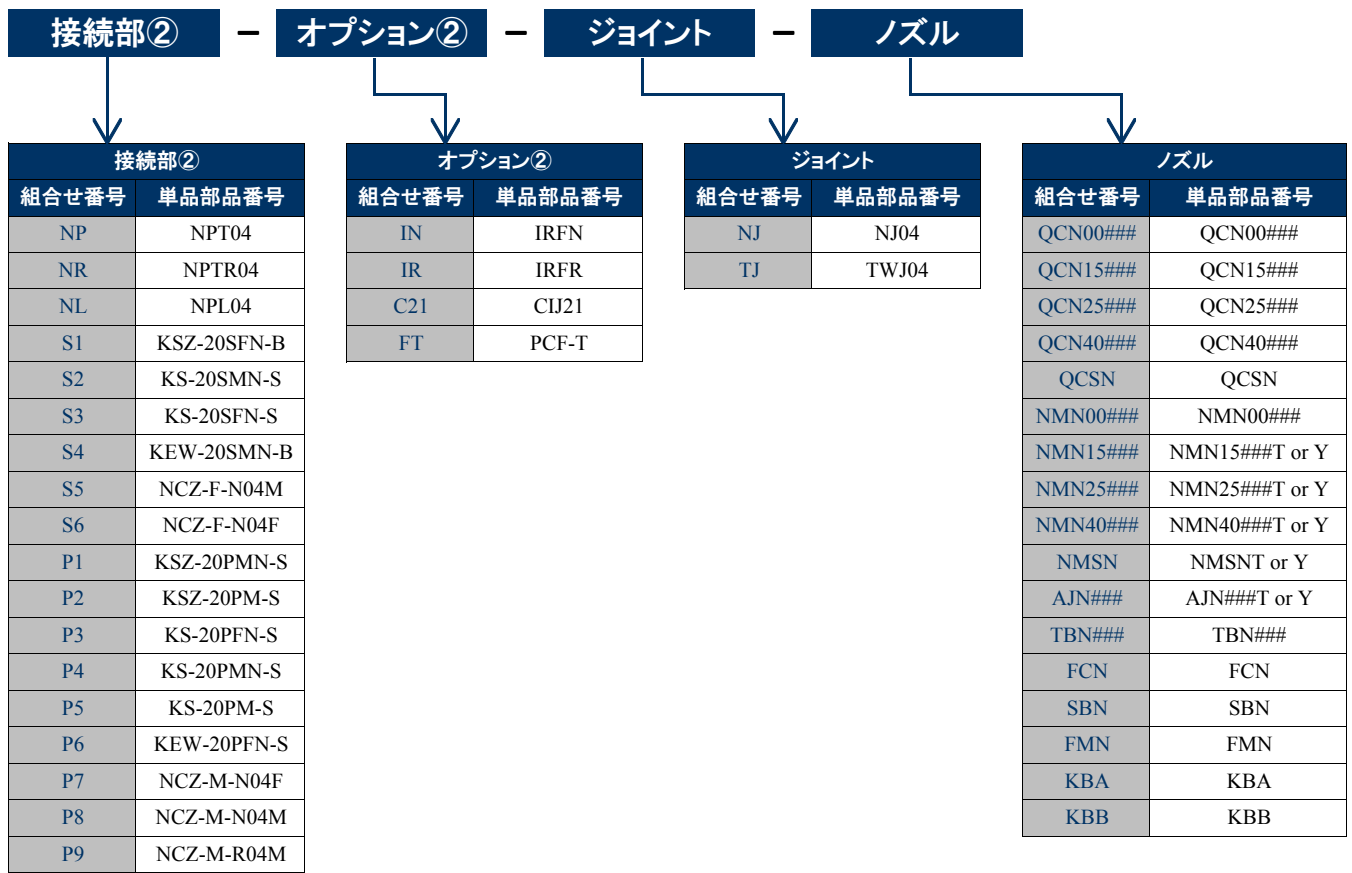 接続部② － オプション② － ジョイント － ノズル
接続部②
組合せ番号 単品部品番号
NP NPT04
NR NPTR04
NL NPL04
S1 KSZ-20SFN-B
S2 KS-20SMN-S
S3 KS-20SFN-S
S4 KEW-20SMN-B
S5 NCZ-F-N04M
S6 NCZ-F-N04F
P1 KSZ-20PMN-S
P2 KSZ-20PM-S
P3 KS-20PFN-S
P4 KS-20PMN-S
P5 KS-20PM-S
P6 KEW-20PFN-S
P7 NCZ-M-N04F
P8 NCZ-M-N04M
P9 NCZ-M-R04M
オプション②
組合せ番号 単品部品番号
IN IRFN
IR IRFR
C21 CIJ21
FT PCF-T
ジョイント
組合せ番号 単品部品番号
NJ NJ04
TJ TWJ04
ノズル
組合せ番号 単品部品番号
QCN00### QCN00###
QCN15### QCN15###
QCN25### QCN25###
QCN40### QCN40###
QCSN QCSN
NMN00### NMN00###
NMN15### NMN15###T or Y
NMN25### NMN25###T or Y
NMN40### NMN40###T or Y
NMSN NMSNT or Y
AJN### AJN###T or Y
TBN### TBN###
FCN FCN
SBN SBN
FMN FMN
KBA KBA
KBB KBB